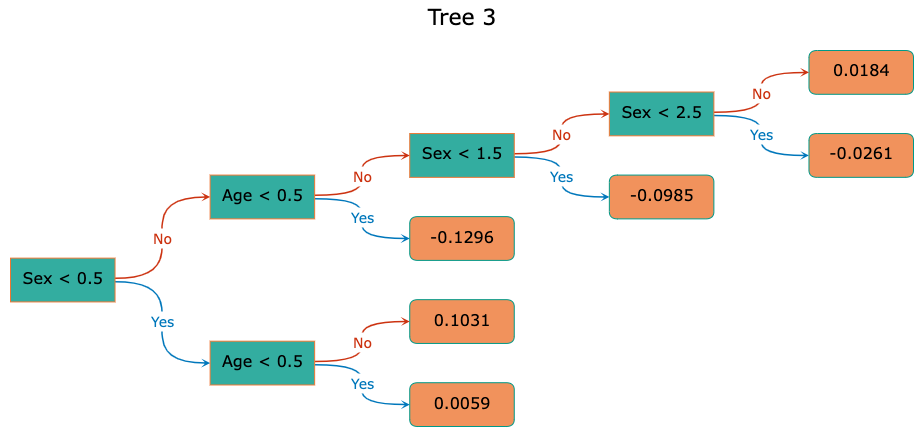 Tree 3
0.0184
No
Sex < 2.5
No
Yes
Sex < 1.5
-0.0261
No
Yes
Age < 0.5
-0.0985
Yes
No
-0.1296
Sex < 0.5
0.1031
Yes
No
Age < 0.5
Yes
0.0059